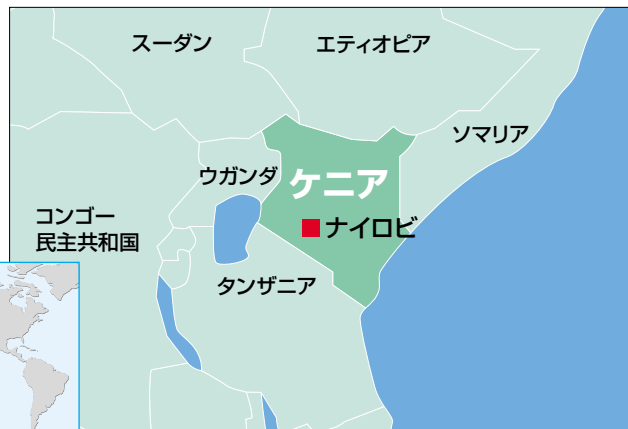 スーダン
エティオピア
ソマリア
ウガンダ
ケニア
コンゴー
民主共和国
ナイロビ
タンザニア